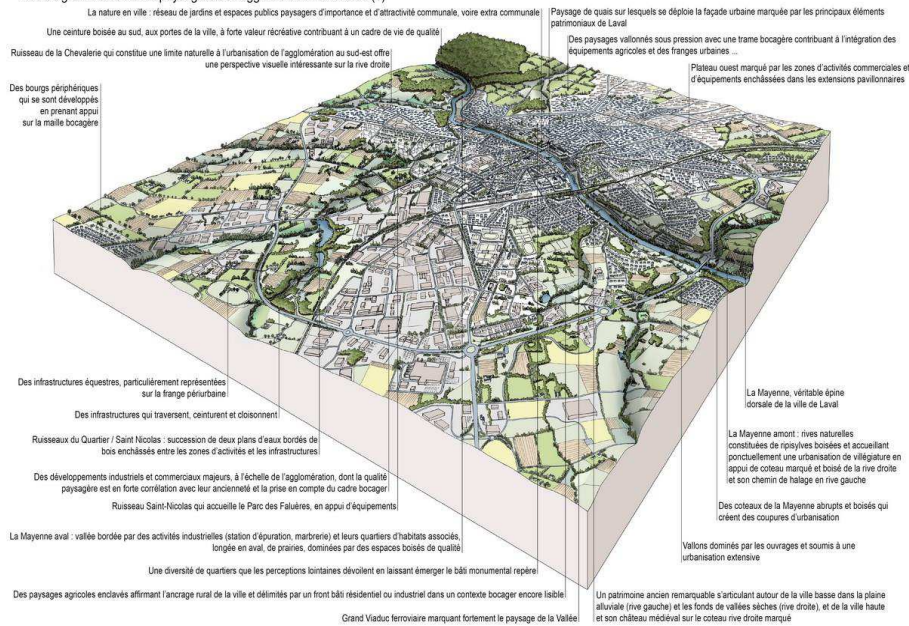 La nature en ville : réseau de jardins et espaces publics paysagers d'importance et d'attractivité communale, voire extra communale
Une ceinture boisée au sud, aux portes de la ville, à forte valeur récréative contribuant à un cadre de vie de qualité
Ruisseau de la Chevalerie qui constitue une limite naturelle à l'urbanisation de l'agglomération au sud-est offre
une perspective visuelle intéressante sur la rive droite
Des bourgs périphériques
qui se sont développés
en prenant appui
sur la maille bocagère
Paysage de quais sur lesquels se déploie la façade urbaine marquée par les principaux éléments
patrimoniaux de Laval
Des paysages vallonnés sous pression avec une trame bocagère contribuant à l'intégration des
équipements agricoles et des franges urbaines ...
Plateau ouest marqué par les zones d'activités commerciales et
d'équipements enchâssées dans les extensions pavillonnaires
Des infrastructures équestres, particulièrement représentées
sur la frange périurbaine
Des infrastructures qui traversent, ceinturent et cloisonnent
Ruisseaux du Quartier / Saint Nicolas : succession de deux plans d'eaux bordés de
bois enchâssés entre les zones d'activités et les infrastructures
Des développements industriels et commerciaux majeurs, à l'échelle de l'agglomération, dont la qualité
paysagère est en forte corrélation avec leur ancienneté et la prise en compte du cadre bocager
Ruisseau Saint-Nicolas qui accueille le Parc des Faluères, en appui d'équipements
La Mayenne aval : vallée bordée par des activités industrielles (station d'épuration, marbrerie) et leurs quartiers d'habitats associés,
longée en aval, de prairies, dominées par des espaces boisés de qualité
Une diversité de quartiers que les perceptions lointaines dévoilent en laissant émerger le bâti monumental repère
Des paysages agricoles enclavés affirmant l'ancrage rural de la ville et délimités par un front bâti résidentiel ou industriel dans un contexte bocager encore lisible
Grand Viaduc ferroviaire marquant fortement le paysage de la Vallée
La Mayenne, véritable épine
dorsale de la ville de Laval
La Mayenne amont : rives naturelles
constituées de ripisylves boisées et accueillant
ponctuellement une urbanisation de villégiature en
appui de coteau marqué et boisé de la rive droite
et son chemin de halage en rive gauche
Des coteaux de la Mayenne abrupts et boisés qui
créent des coupures d'urbanisation
Vallons dominés par les ouvrages et soumis à une
urbanisation extensive
Un patrimoine ancien remarquable s'articulant autour de la ville basse dans la plaine
alluviale (rive gauche) et les fonds de vallées sèches (rive droite), et de la ville haute
et son château médiéval sur le coteau rive droite marqué